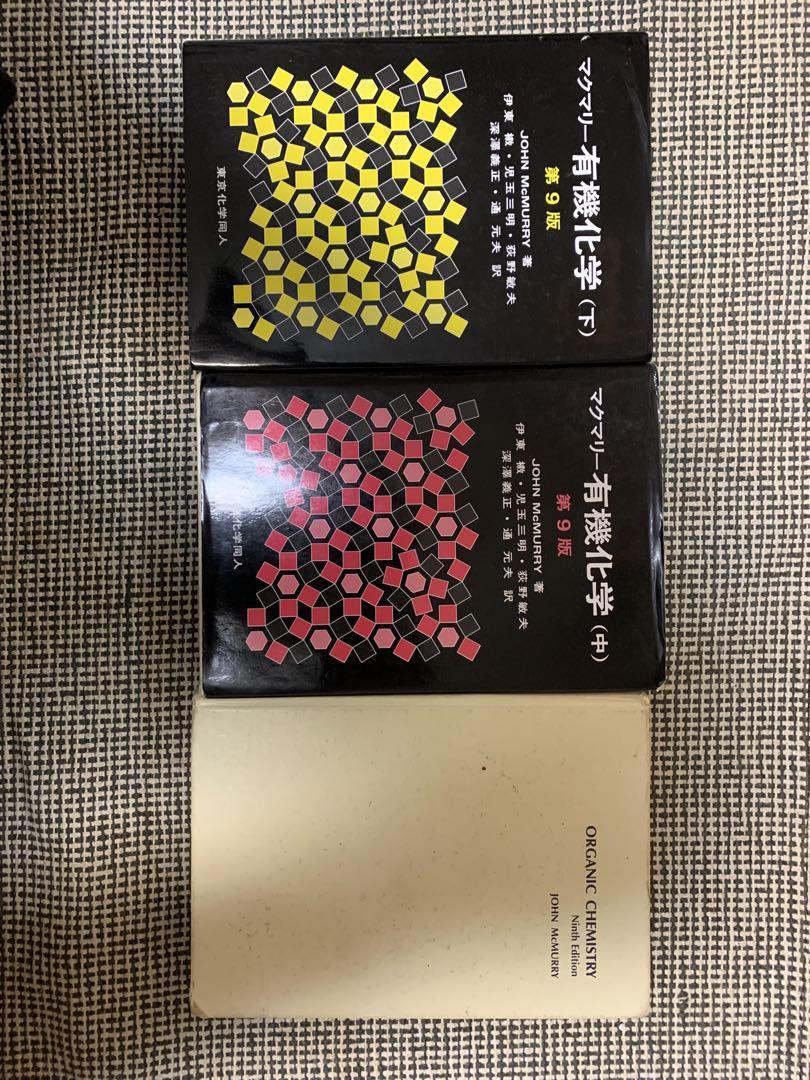 マクマリー 有機化学 (下)
第9版
JOHN McMURRY 著
伊東 椒・児玉三明・荻野敏夫
深澤義正・通 元夫 訳
東京化学同人
マクマリー 有機化学 (中)
第9版
JOHN McMURRY 著
伊東 椒・児玉三明・荻野敏夫
深澤義正・通 元夫 訳
化学同人
ORGANIC CHEMISTRY
Ninth Edition
JOHN McMURRY